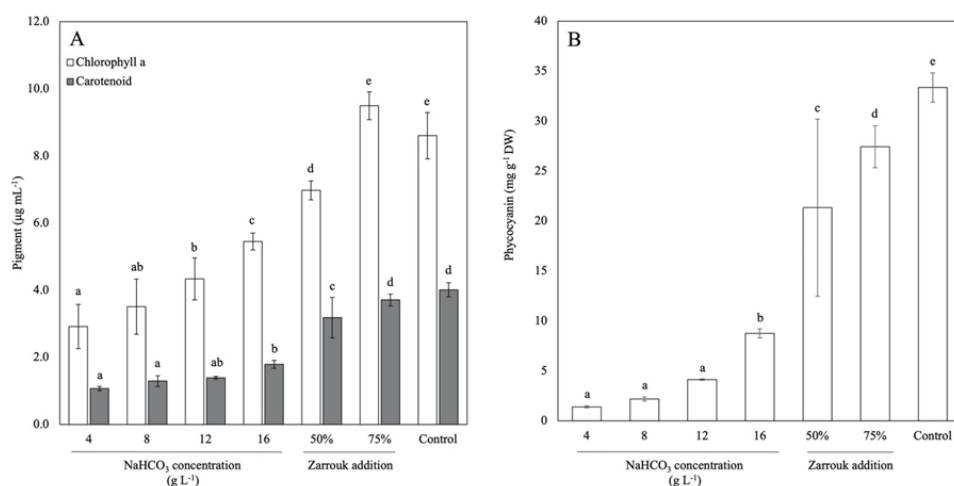 A
Chlorophyll a
Carotenoid
Pigment (µg mL-1)
12.0
10.0
8.0
6.0
4.0
2.0
0.0
a
a
ab
a
b
ab
c
b
d
c
e
d
e
d
4 8 12 16 50% 75% Control
NaHCO3 concentration Zarrouk addition
(g L-1)
B
Phycocyanin (mg g-1 DW)
40
35
30
25
20
15
10
5
0
a
a
a
b
c
d
e
4 8 12 16 50% 75% Control
NaHCO3 concentration Zarrouk addition
(g L-1)